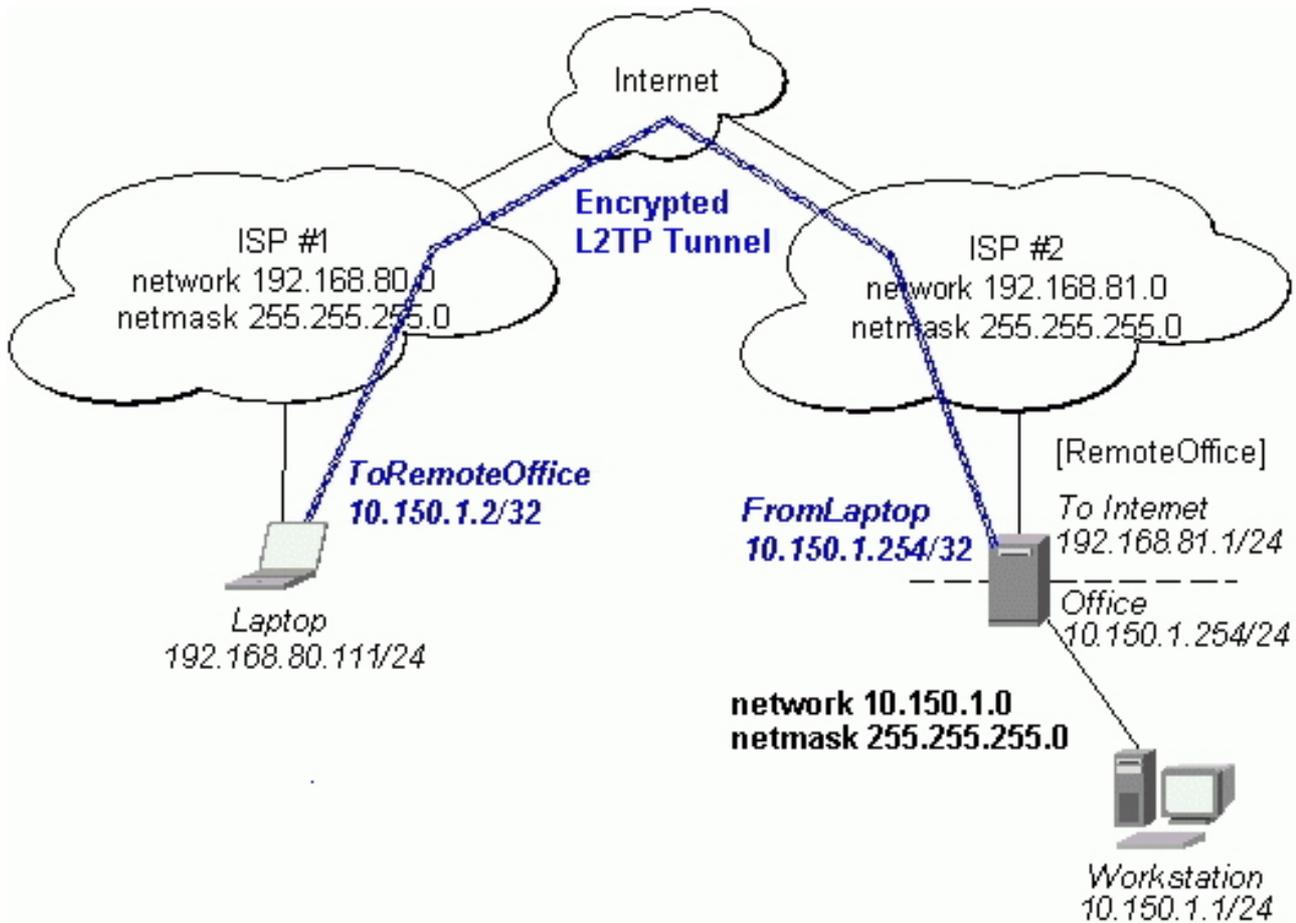 Internet
Encrypted
L2TP Tunnel
ISP #1
network 192.168.80.0
netmask 255.255.255.0
ISP #2
network 192.168.81.0
netmask 255.255.255.0
ToRemoteOffice
10.150.1.2/32
Laptop
192.168.80.111/24
FromLaptop
10.150.1.254/32
[RemoteOffice]
To Internet
192.168.81.1/24
Office
10.150.1.254/24
network 10.150.1.0
netmask 255.255.255.0
Workstation
10.150.1.1/24